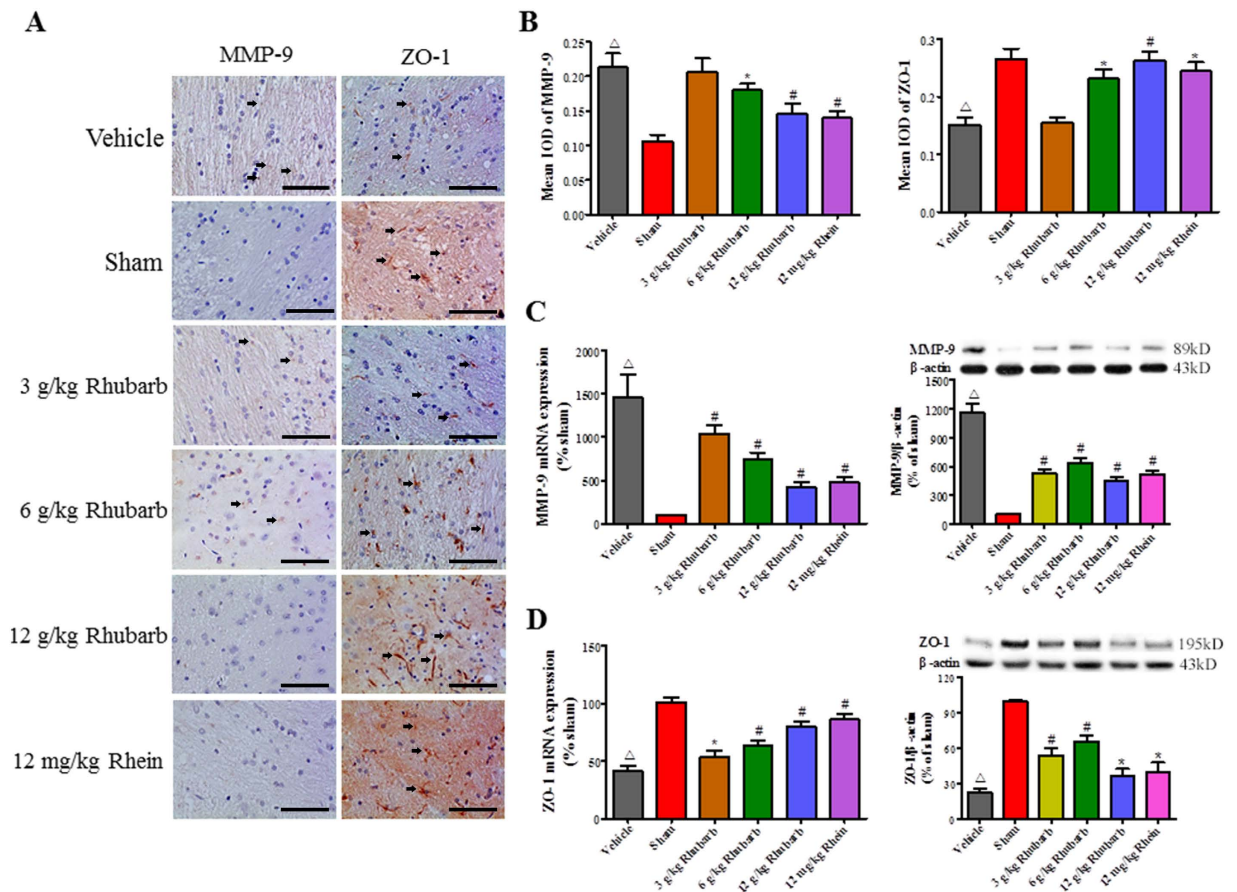 A
MMP-9 ZO-1
Vehicle
Sham
3 g/kg Rhubarb
6 g/kg Rhubarb
12 g/kg Rhubarb
12 mg/kg Rhein
B
Mean IOD of MMP-9
0.25
0.20
0.15
0.10
0.05
0.00
△
*
#
#
Vehicle
Sham
3 g/kg Rhubarb
6 g/kg Rhubarb
12 g/kg Rhubarb
12 mg/kg Rhein
Mean IOD of ZO-1
0.3
0.2
0.1
0.0
△
*
#
*
Vehicle
Sham
3 g/kg Rhubarb
6 g/kg Rhubarb
12 g/kg Rhubarb
12 mg/kg Rhein
C
MMP-9 mRNA expression
(% sham)
2000
1500
1000
500
0
△
#
#
#
#
Vehicle
Sham
3 g/kg Rhubarb
6 g/kg Rhubarb
12 g/kg Rhubarb
12 mg/kg Rhein
MMP-9 89kD
β-actin 43kD
MMP-9/β-actin
(% of sham)
1500
1200
900
600
300
0
△
#
#
#
#
Vehicle
Sham
3 g/kg Rhubarb
6 g/kg Rhubarb
12 g/kg Rhubarb
12 mg/kg Rhein
D
ZO-1 mRNA expression
(% sham)
150
100
50
0
△
*
#
#
#
Vehicle
Sham
3 g/kg Rhubarb
6 g/kg Rhubarb
12 g/kg Rhubarb
12 mg/kg Rhein
ZO-1 195kD
β-actin 43kD
ZO-1/β-actin
(% of sham)
120
90
60
30
0
△
#
#
*
*
Vehicle
Sham
3 g/kg Rhubarb
6 g/kg Rhubarb
12 g/kg Rhubarb
12 mg/kg Rhein